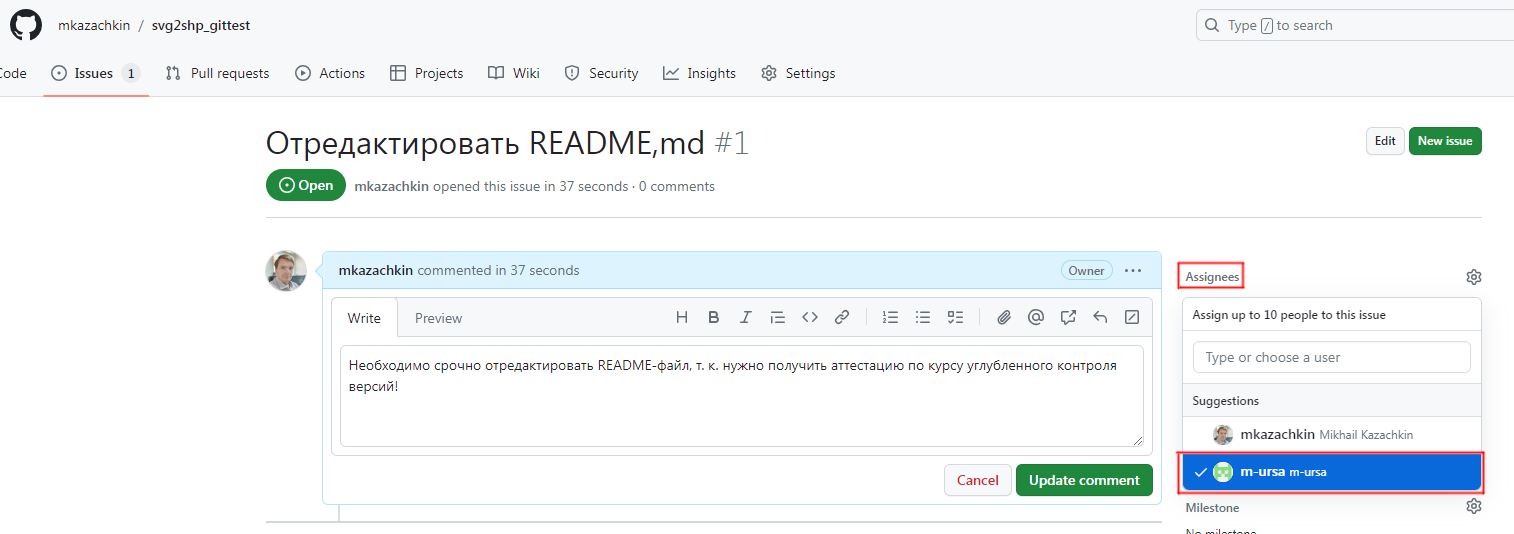 mkazachkin / svg2shp_gittest
Type / to search
Code Issues 1 Pull requests Actions Projects Wiki Security Insights Settings
Отредактировать README,md #1
Edit New issue
Open mkazachkin opened this issue in 37 seconds · 0 comments
mkazachkin commented in 37 seconds Owner ...
Write Preview
Необходимо срочно отредактировать README-файл, т. к. нужно получить аттестацию по курсу углубленного контроля
версий!
Cancel Update comment
Assignees
Assign up to 10 people to this issue
Type or choose a user
Suggestions
mkazachkin Mikhail Kazachkin
m-ursa m-ursa
Milestone
No milestone